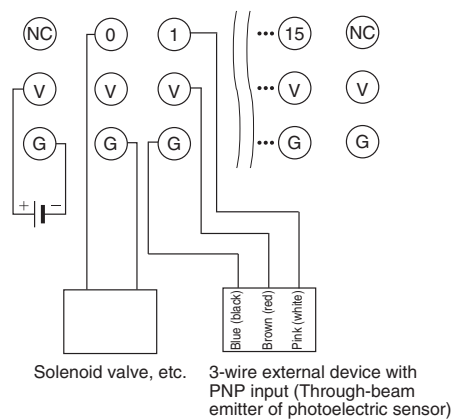 NC 0 1 ••• 15 NC
V V V ••• V V
G G G ••• G G
+ −
Blue (black)
Brown (red)
Pink (white)
Solenoid valve, etc.
3-wire external device with
PNP input (Through-beam
emitter of photoelectric sensor)